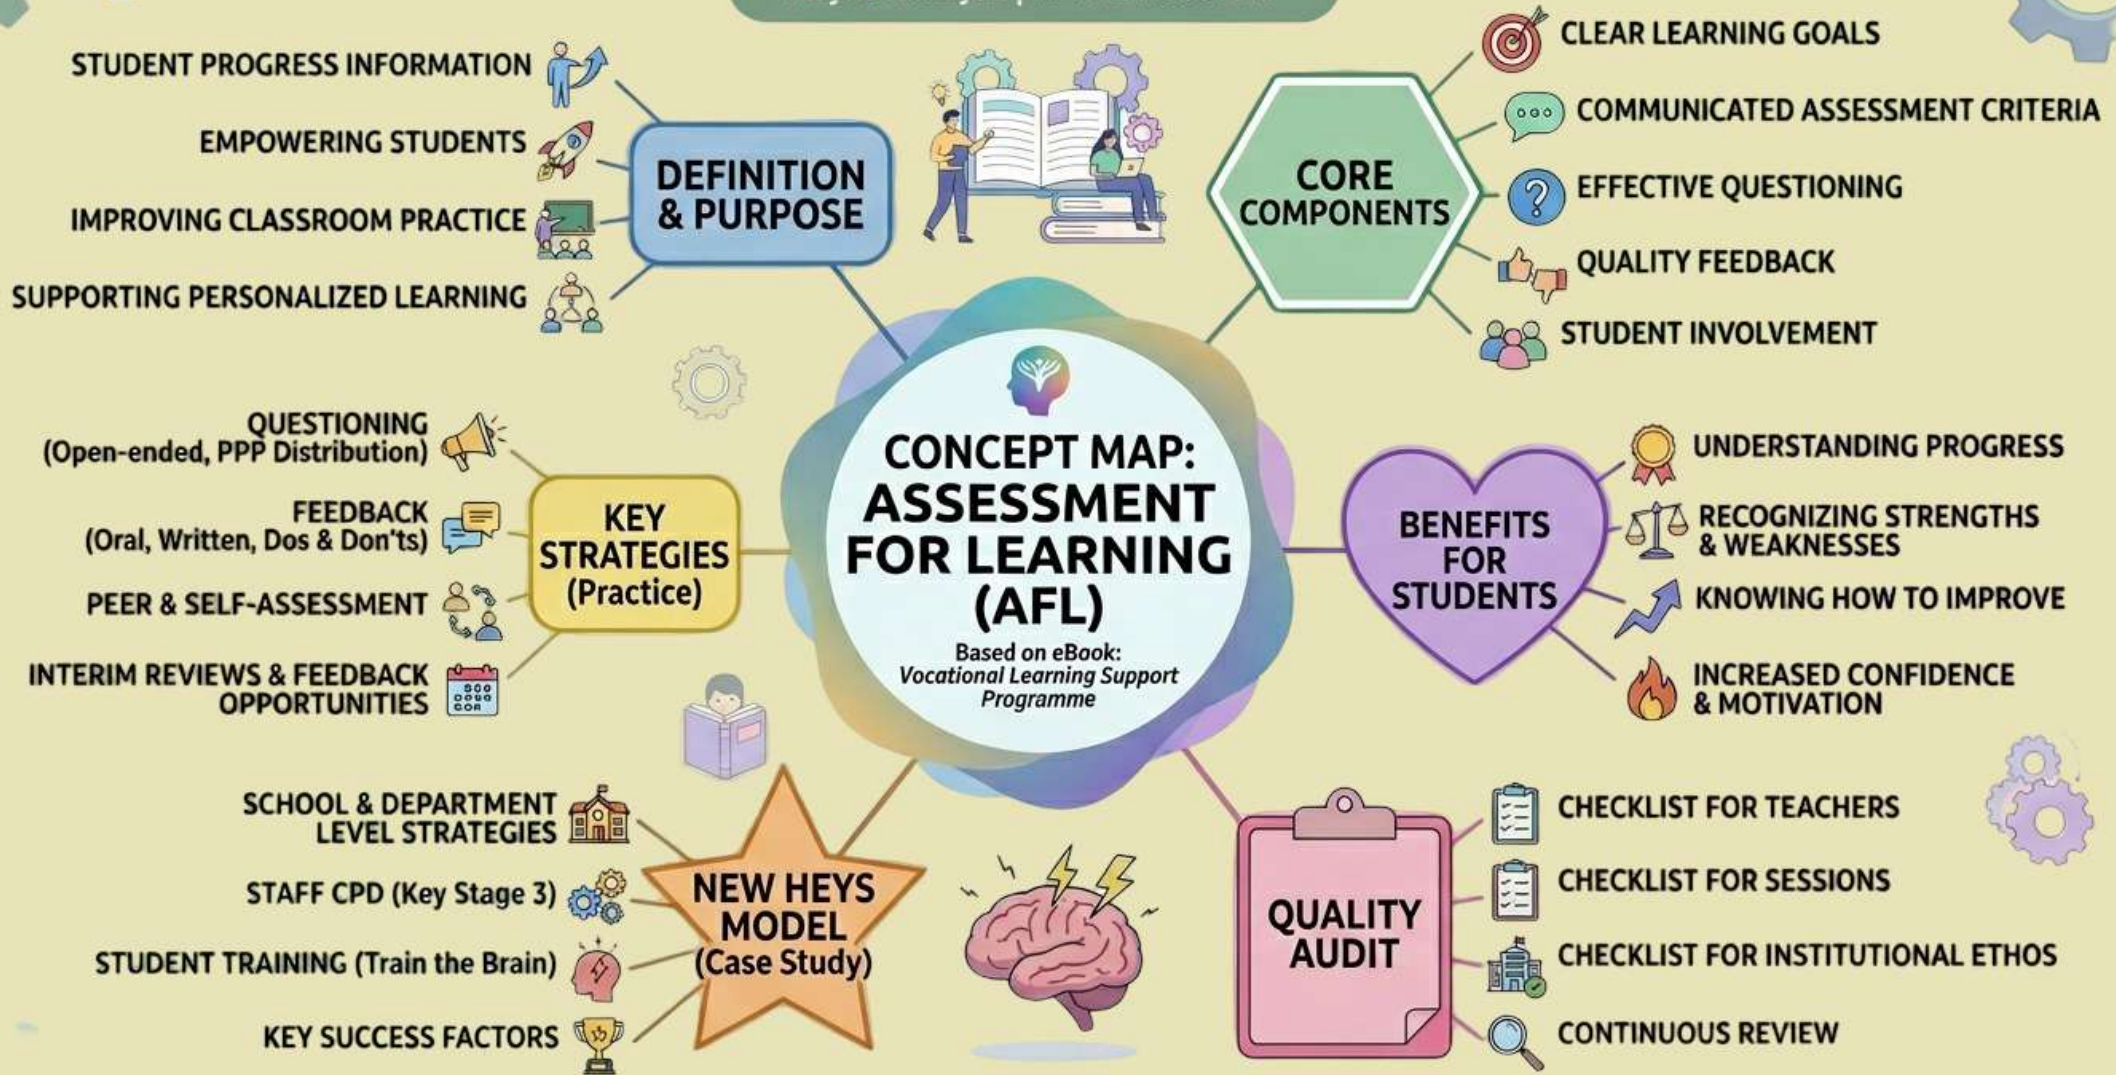 STUDENT PROGRESS INFORMATION
EMPOWERING STUDENTS
IMPROVING CLASSROOM PRACTICE
SUPPORTING PERSONALIZED LEARNING
DEFINITION
& PURPOSE
CORE
COMPONENTS
CLEAR LEARNING GOALS
COMMUNICATED ASSESSMENT CRITERIA
EFFECTIVE QUESTIONING
QUALITY FEEDBACK
STUDENT INVOLVEMENT
QUESTIONING
(Open-ended, PPP Distribution)
FEEDBACK
(Oral, Written, Dos & Don'ts)
PEER & SELF-ASSESSMENT
INTERIM REVIEWS & FEEDBACK
OPPORTUNITIES
KEY
STRATEGIES
(Practice)
CONCEPT MAP:
ASSESSMENT
FOR LEARNING
(AFL)
Based on eBook:
Vocational Learning Support
Programme
BENEFITS
FOR
STUDENTS
UNDERSTANDING PROGRESS
RECOGNIZING STRENGTHS
& WEAKNESSES
KNOWING HOW TO IMPROVE
INCREASED CONFIDENCE
& MOTIVATION
SCHOOL & DEPARTMENT
LEVEL STRATEGIES
STAFF CPD (Key Stage 3)
STUDENT TRAINING (Train the Brain)
KEY SUCCESS FACTORS
NEW HEYS
MODEL
(Case Study)
QUALITY
AUDIT
CHECKLIST FOR TEACHERS
CHECKLIST FOR SESSIONS
CHECKLIST FOR INSTITUTIONAL ETHOS
CONTINUOUS REVIEW